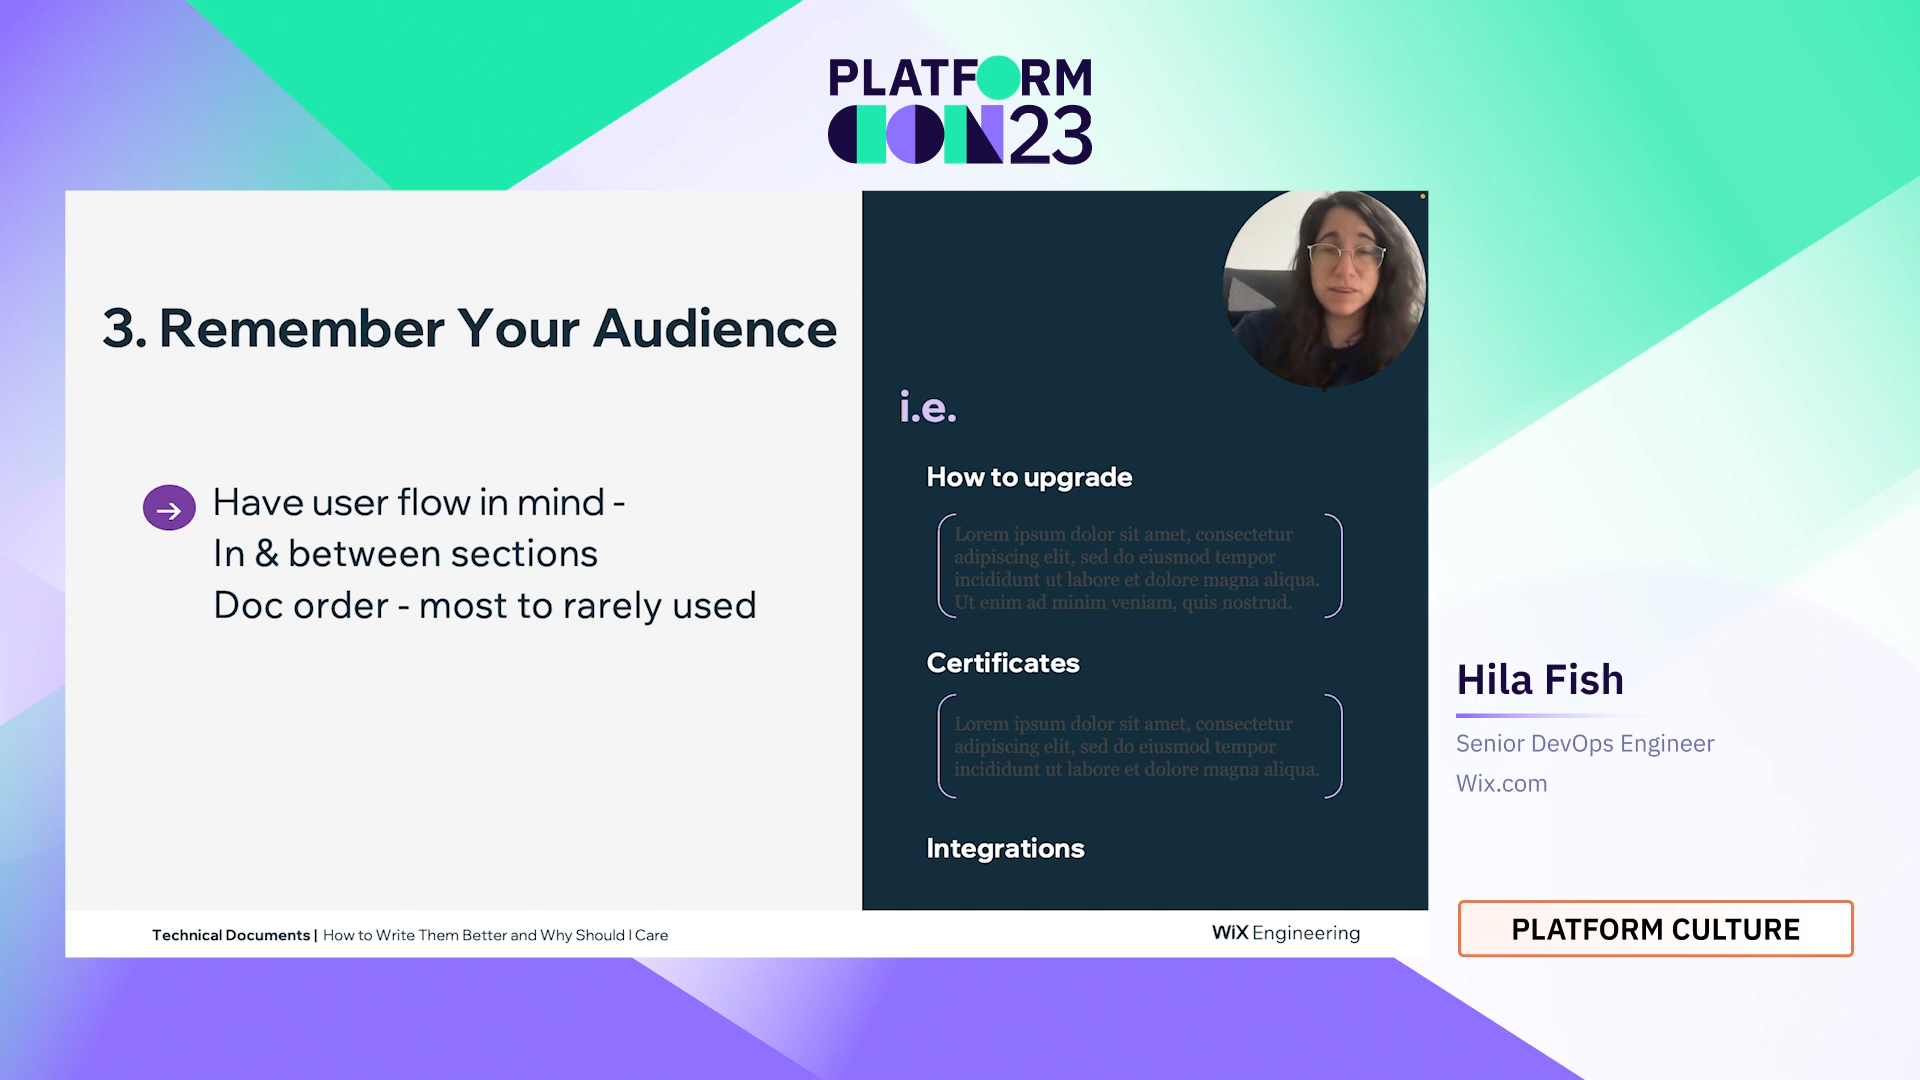 PLATFORM
CON23
3. Remember Your Audience
→ Have user flow in mind -
In & between sections
Doc order - most to rarely used
i.e.
How to upgrade
Lorem ipsum dolor sit amet, consectetur
adipiscing elit, sed do eiusmod tempor
incididunt ut labore et dolore magna aliqua.
Ut enim ad minim veniam, quis nostrud.
Certificates
Lorem ipsum dolor sit amet, consectetur
adipiscing elit, sed do eiusmod tempor
incididunt ut labore et dolore magna aliqua.
Integrations
Technical Documents | How to Write Them Better and Why Should I Care
WiX Engineering
Hila Fish
Senior DevOps Engineer
Wix.com
PLATFORM CULTURE